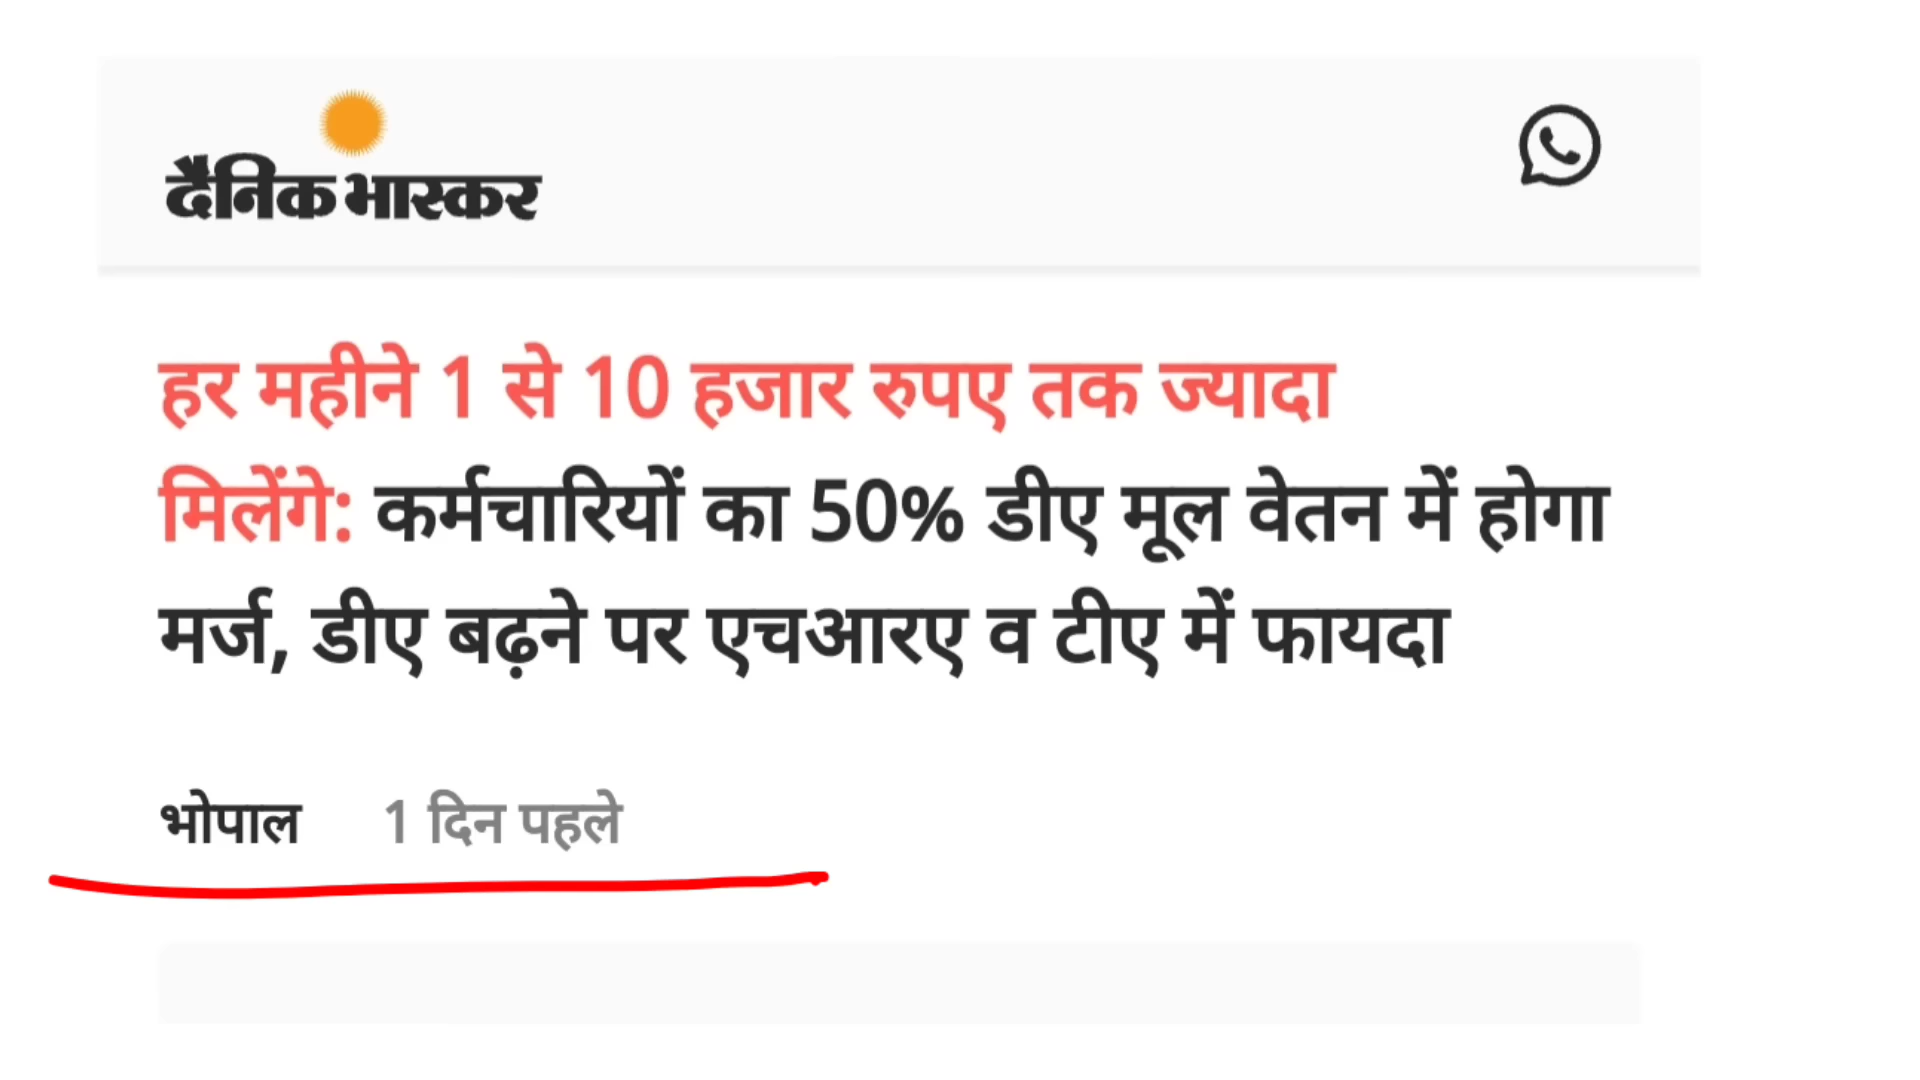 दैनिक भास्कर
हर महीने 1 से 10 हजार रुपए तक ज्यादा
मिलेंगे: कर्मचारियों का 50% डीए मूल वेतन में होगा
मर्ज, डीए बढ़ने पर एचआरए व टीए में फायदा
भोपाल 1 दिन पहले